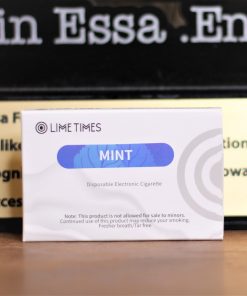 in Essa .En
LIME TIMES
MINT
Disposable Electronic Cigarette
Note: This product is not allowed for sale to minors.
Continued use of this product may reduce your smoking.
Fresher breath/Tar free